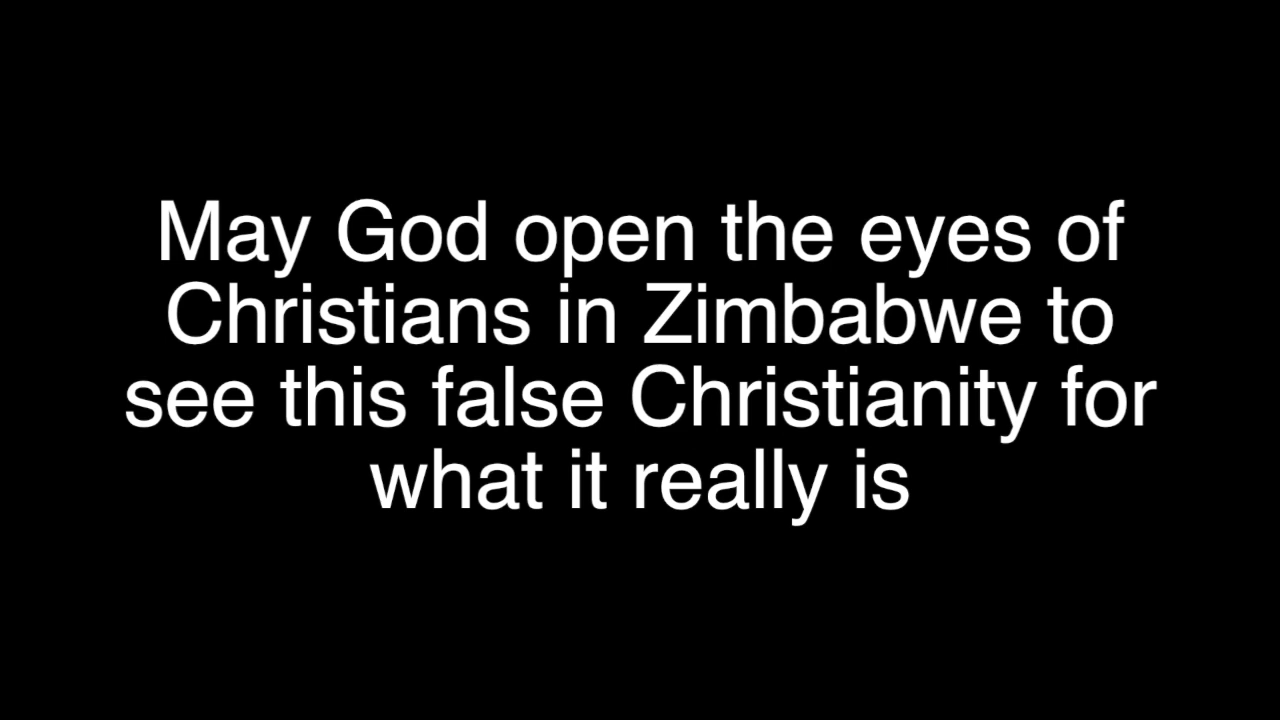 May God open the eyes of
Christians in Zimbabwe to
see this false Christianity for
what it really is